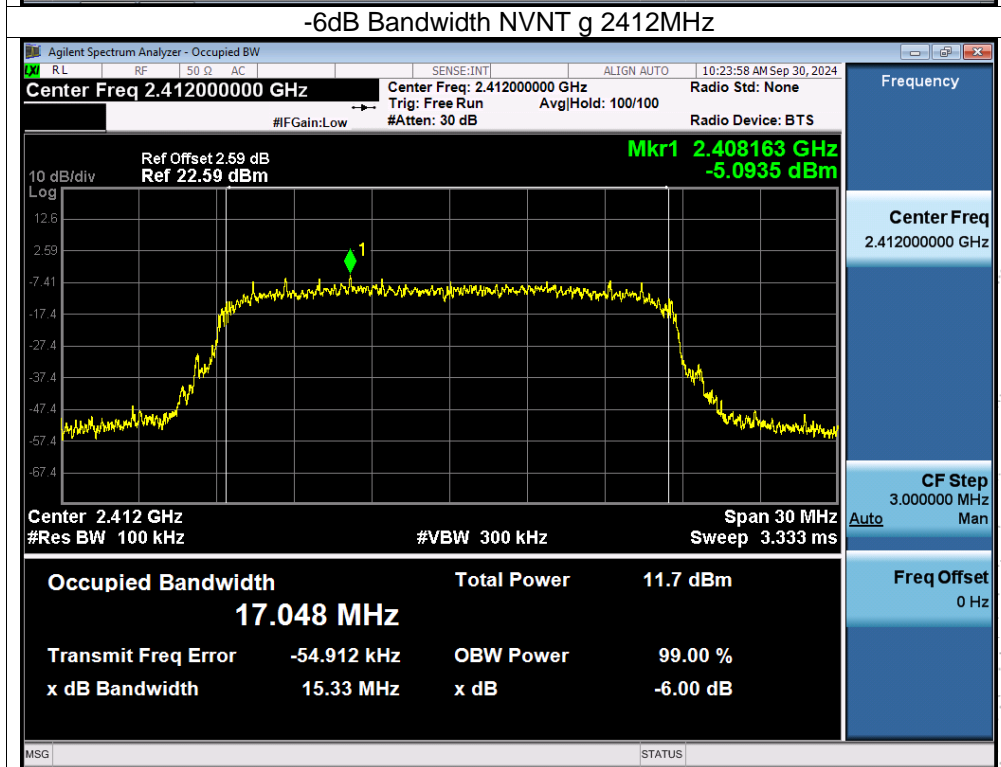 -6dB Bandwidth NVNT g 2412MHz
Agilent Spectrum Analyzer - Occupied BW
LXI RL RF 50 Ω AC SENSE:INT ALIGN AUTO 10:23:58 AM Sep 30, 2024
Center Freq 2.412000000 GHz
Center Freq: 2.412000000 GHz Radio Std: None
Trig: Free Run Avg|Hold: 100/100
#IFGain:Low #Atten: 30 dB Radio Device: BTS
Mkr1 2.408163 GHz
-5.0935 dBm
Ref Offset 2.59 dB
10 dB/div Ref 22.59 dBm
Log
12.6
2.59
1
-7.41
-17.4
-27.4
-37.4
-47.4
-57.4
-67.4
Center 2.412 GHz Span 30 MHz
#Res BW 100 kHz #VBW 300 kHz Sweep 3.333 ms
Occupied Bandwidth Total Power 11.7 dBm
17.048 MHz
Transmit Freq Error -54.912 kHz OBW Power 99.00 %
x dB Bandwidth 15.33 MHz x dB -6.00 dB
Frequency
Center Freq
2.412000000 GHz
CF Step
3.000000 MHz
Auto Man
Freq Offset
0 Hz
MSG STATUS